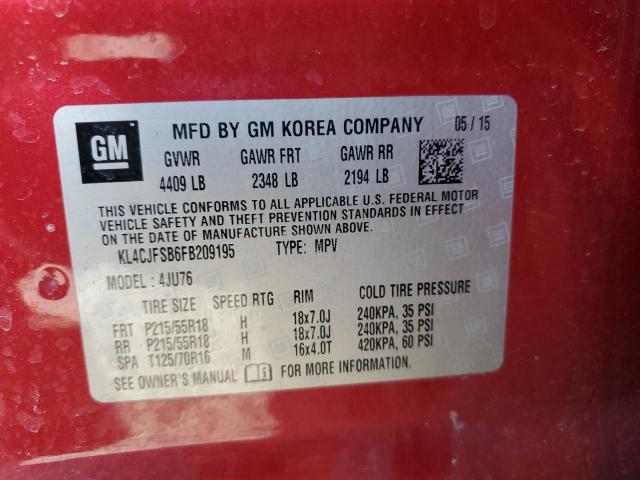 GM MFD BY GM KOREA COMPANY 05/15
GVWR GAWR FRT GAWR RR
4409 LB 2348 LB 2194 LB
THIS VEHICLE CONFORMS TO ALL APPLICABLE U.S. FEDERAL MOTOR
VEHICLE SAFETY AND THEFT PREVENTION STANDARDS IN EFFECT
ON THE DATE OF MANUFACTURE SHOWN ABOVE.
KL4CJFSB6FB209195 TYPE: MPV
MODEL: 4JU76
TIRE SIZE SPEED RTG RIM COLD TIRE PRESSURE
FRT P215/55R18 H 18x7.0J 240KPA, 35 PSI
RR P215/55R18 H 18x7.0J 240KPA, 35 PSI
SPA T125/70R16 M 16x4.0T 420KPA, 60 PSI
SEE OWNER'S MANUAL FOR MORE INFORMATION.